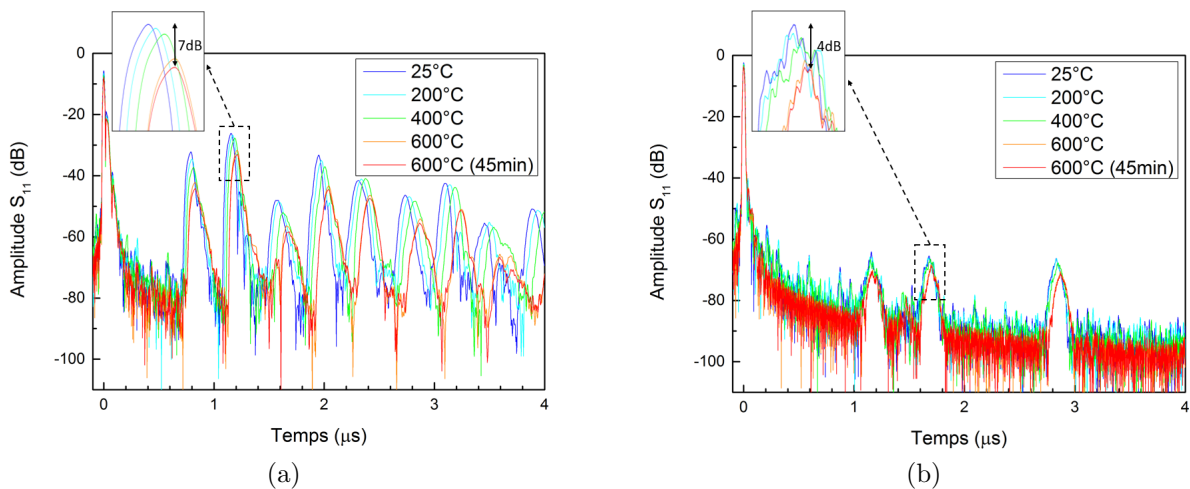 7dB
0
-20
-40
-60
-80
-100
Amplitude S11 (dB)
25°C
200°C
400°C
600°C
600°C (45min)
0 1 2 3 4
Temps (μs)
(a)
4dB
0
-20
-40
-60
-80
-100
Amplitude S11 (dB)
25°C
200°C
400°C
600°C
600°C (45min)
0 1 2 3 4
Temps (μs)
(b)